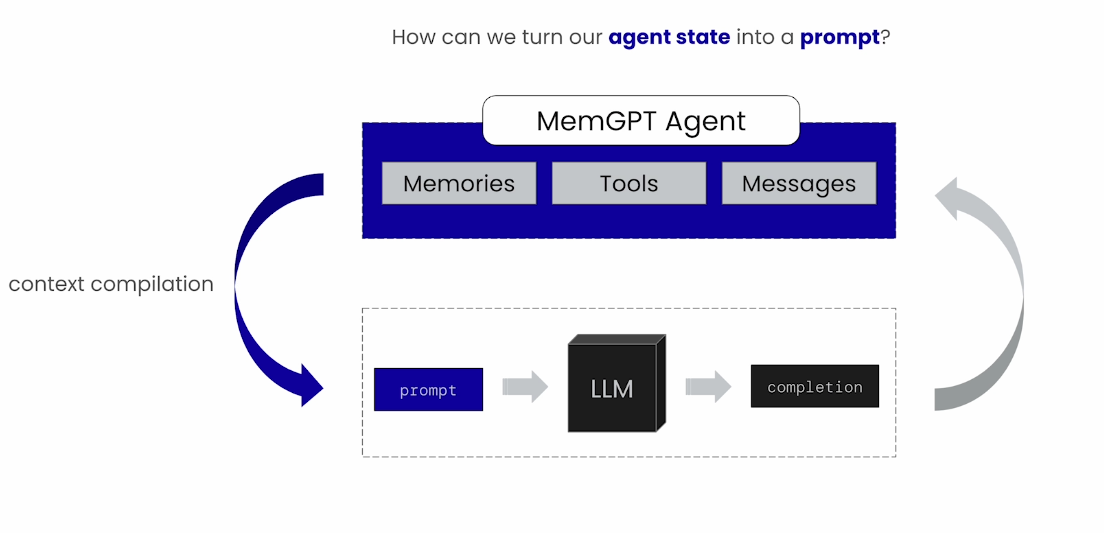 How can we turn our agent state into a prompt?
MemGPT Agent
Memories
Tools
Messages
context compilation
prompt
LLM
completion